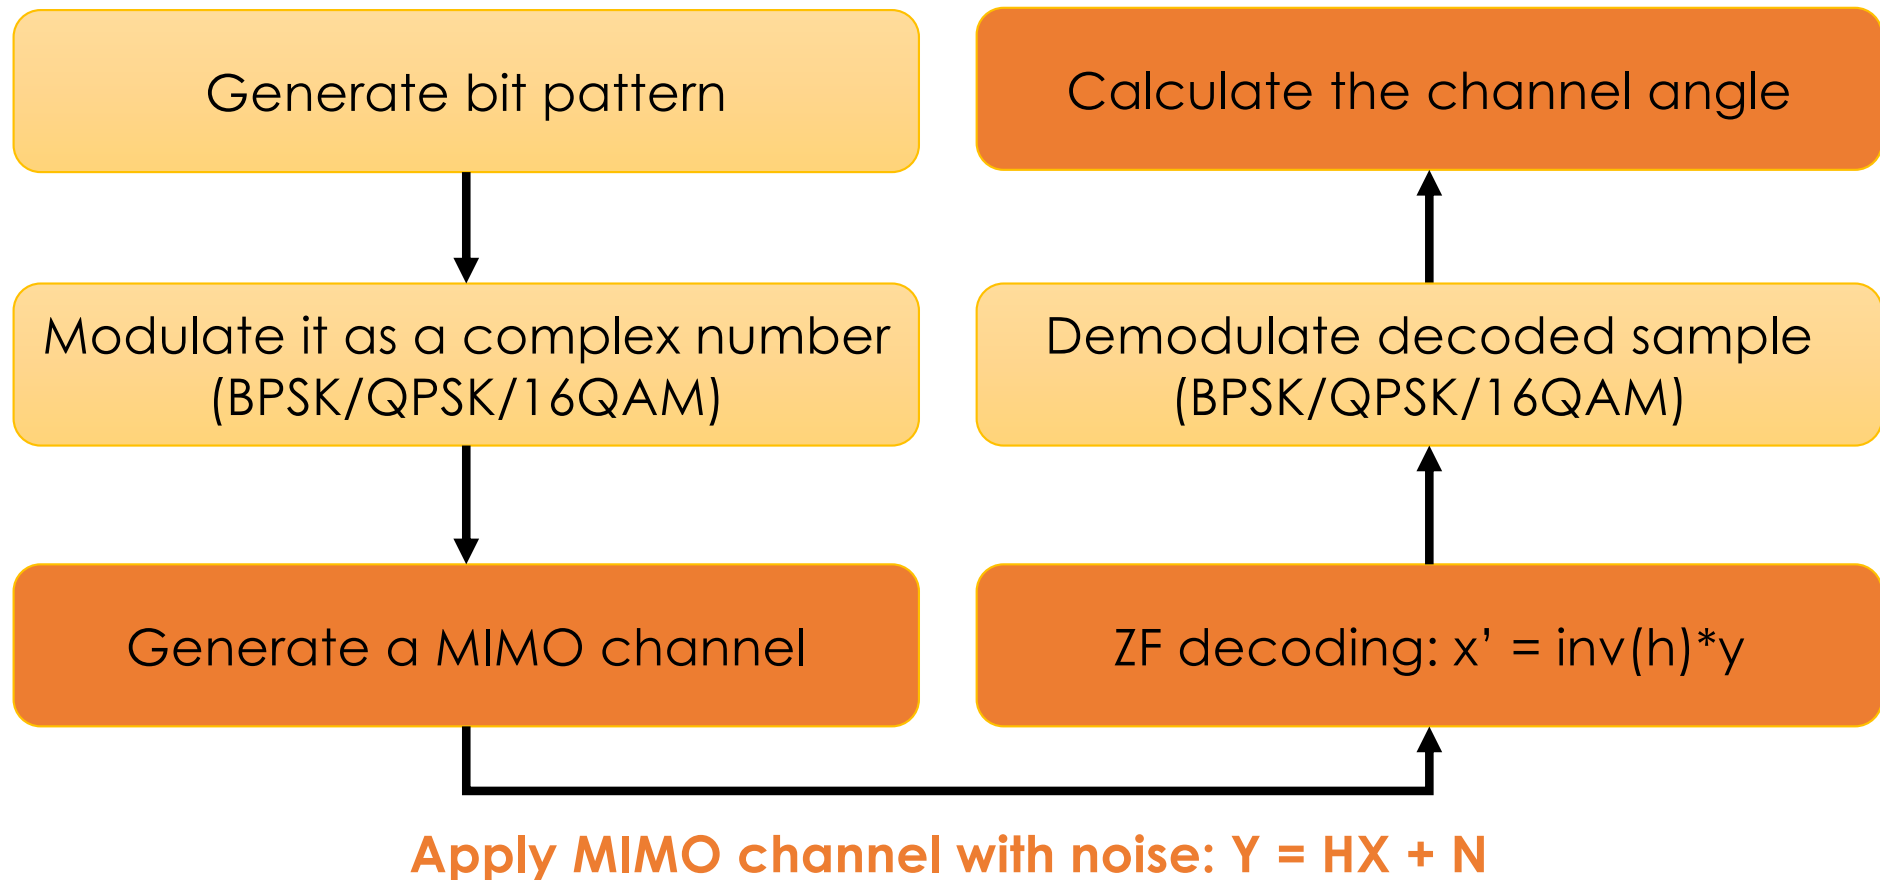 Generate bit pattern
Modulate it as a complex number
(BPSK/QPSK/16QAM)
Generate a MIMO channel
Apply MIMO channel with noise: Y = HX + N
ZF decoding: x’ = inv(h)*y
Demodulate decoded sample
(BPSK/QPSK/16QAM)
Calculate the channel angle